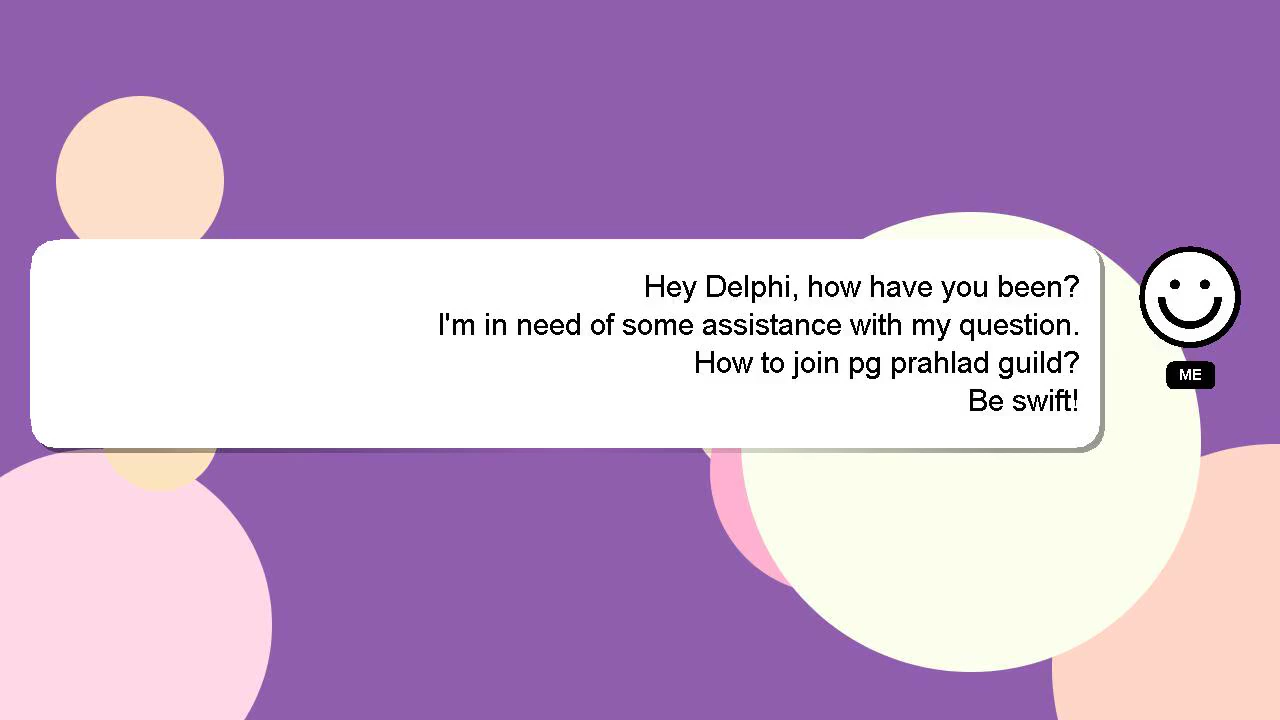 Hey Delphi, how have you been?
I'm in need of some assistance with my question.
How to join pg prahlad guild?
Be swift!
ME